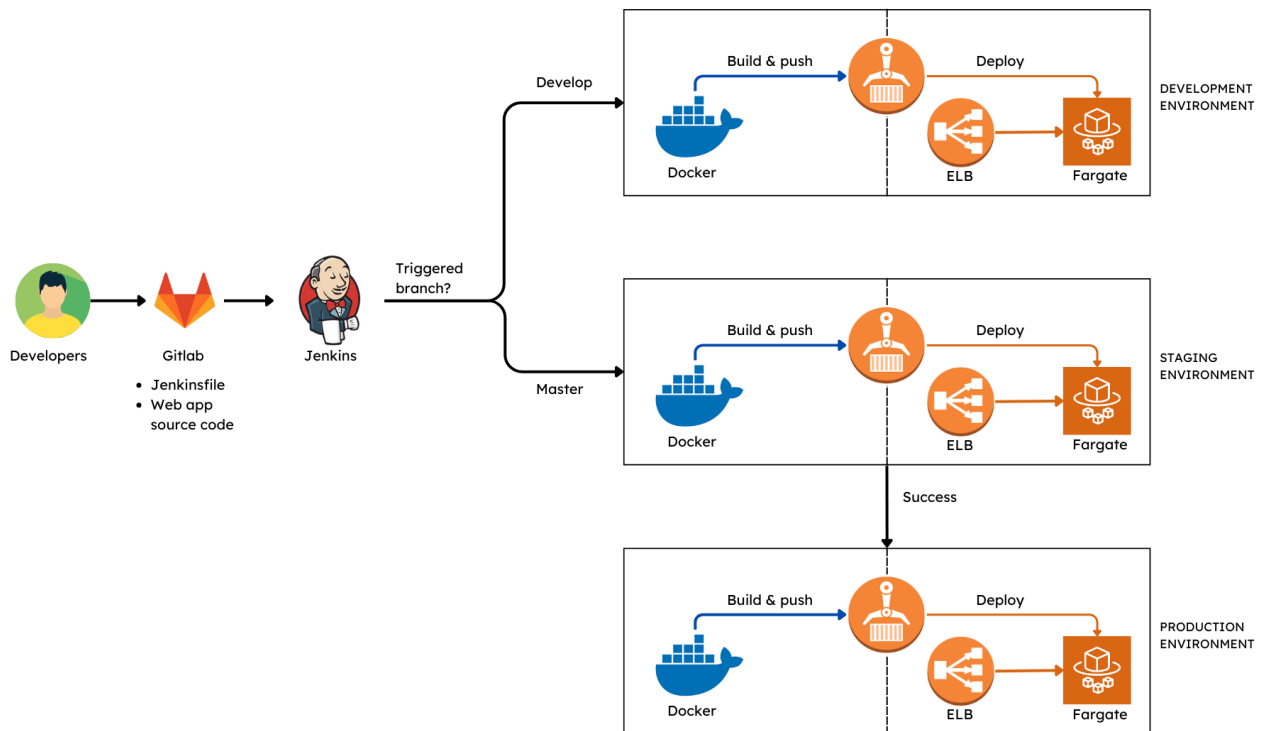 Develop
Build & push
Deploy
DEVELOPMENT
ENVIRONMENT
Docker
ELB
Fargate
Developers
Gitlab
• Jenkinsfile
• Web app
source code
Jenkins
Triggered
branch?
Master
Build & push
Deploy
STAGING
ENVIRONMENT
Docker
ELB
Fargate
Success
Build & push
Deploy
PRODUCTION
ENVIRONMENT
Docker
ELB
Fargate